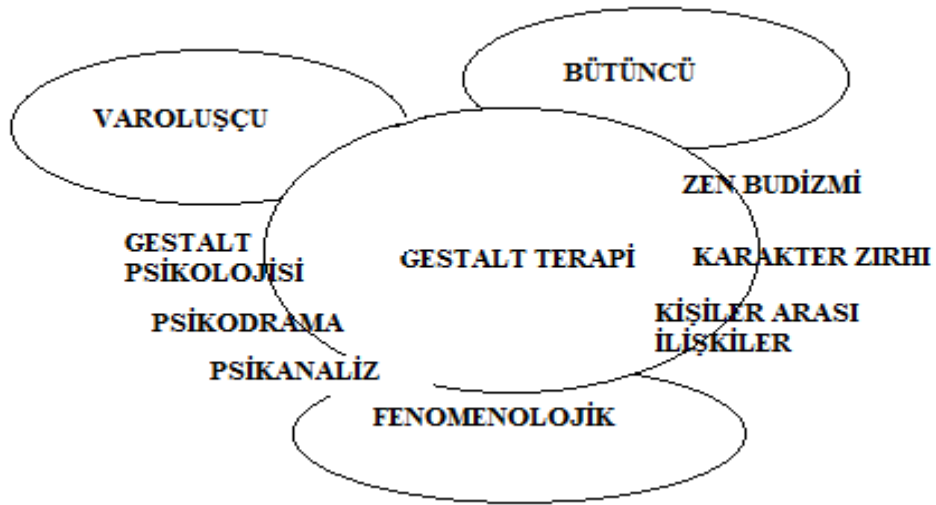 BÜTÜNCÜ
VAROLUŞÇU
ZEN BUDİZMİ
GESTALT
PSİKOLOJİSİ
GESTALT TERAPİ
KARAKTER ZIRHI
PSİKODRAMA
KİŞİLER ARASI
İLİŞKİLER
PSİKANALİZ
FENOMENOLOJİK